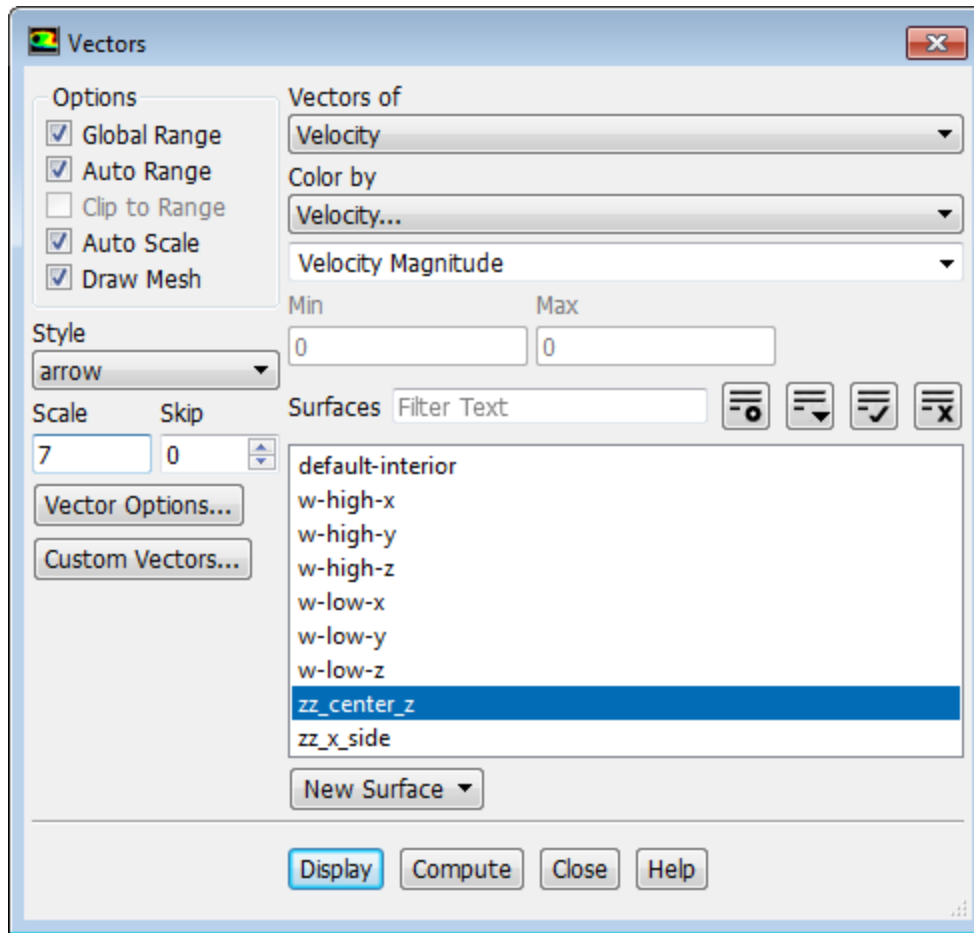 Vectors
Options
Global Range
Auto Range
Clip to Range
Auto Scale
Draw Mesh
Style
arrow
Scale Skip
7 0
Vector Options...
Custom Vectors...
Vectors of
Velocity
Color by
Velocity...
Velocity Magnitude
Min Max
0 0
Surfaces Filter Text
default-interior
w-high-x
w-high-y
w-high-z
w-low-x
w-low-y
w-low-z
zz_center_z
zz_x_side
New Surface
Display Compute Close Help